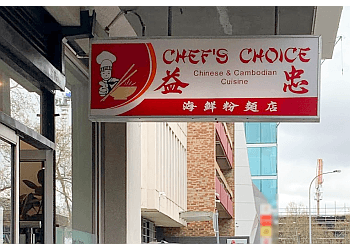 CHEF'S CHOICE
益 Chinese & Cambodian 忠
Cuisine
海鮮粉麵店